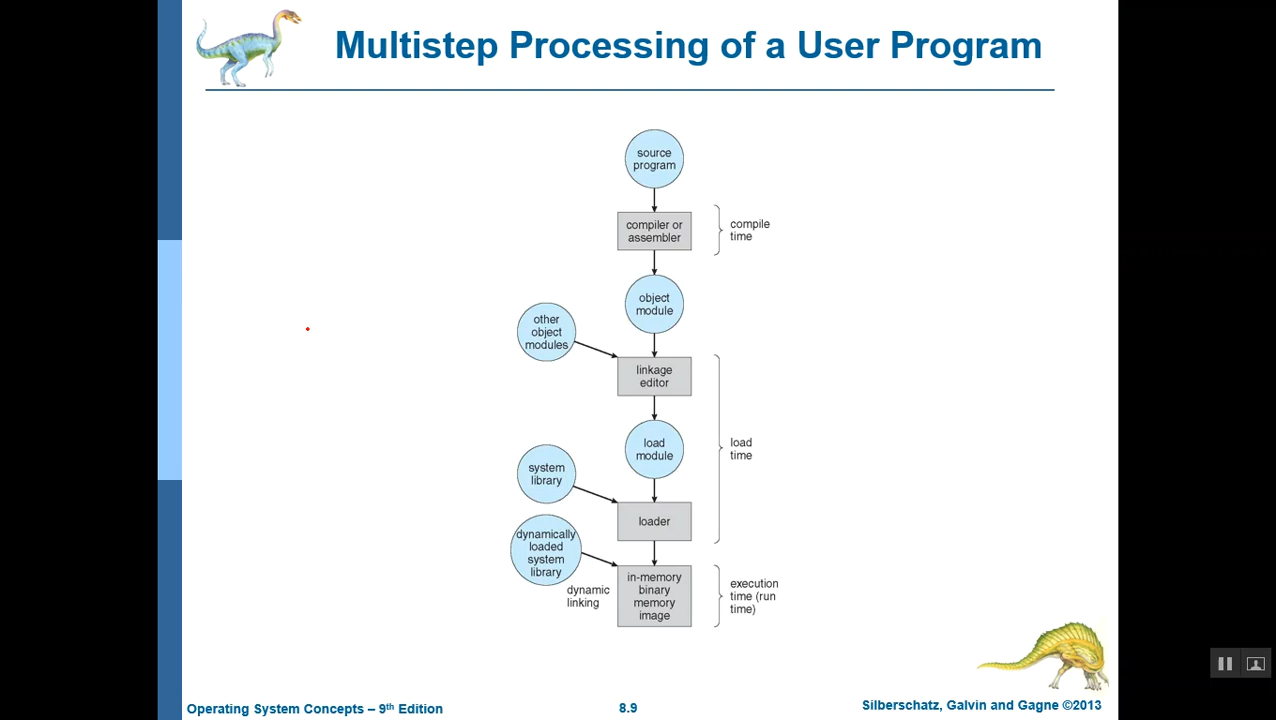 Multistep Processing of a User Program
source
program
compiler or
assembler
compile
time
object
module
other
object
modules
linkage
editor
load
module
load
time
system
library
loader
dynamically
loaded
system
library
dynamic
linking
in-memory
binary
memory
image
execution
time (run
time)
Operating System Concepts – 9th Edition
8.9
Silberschatz, Galvin and Gagne ©2013